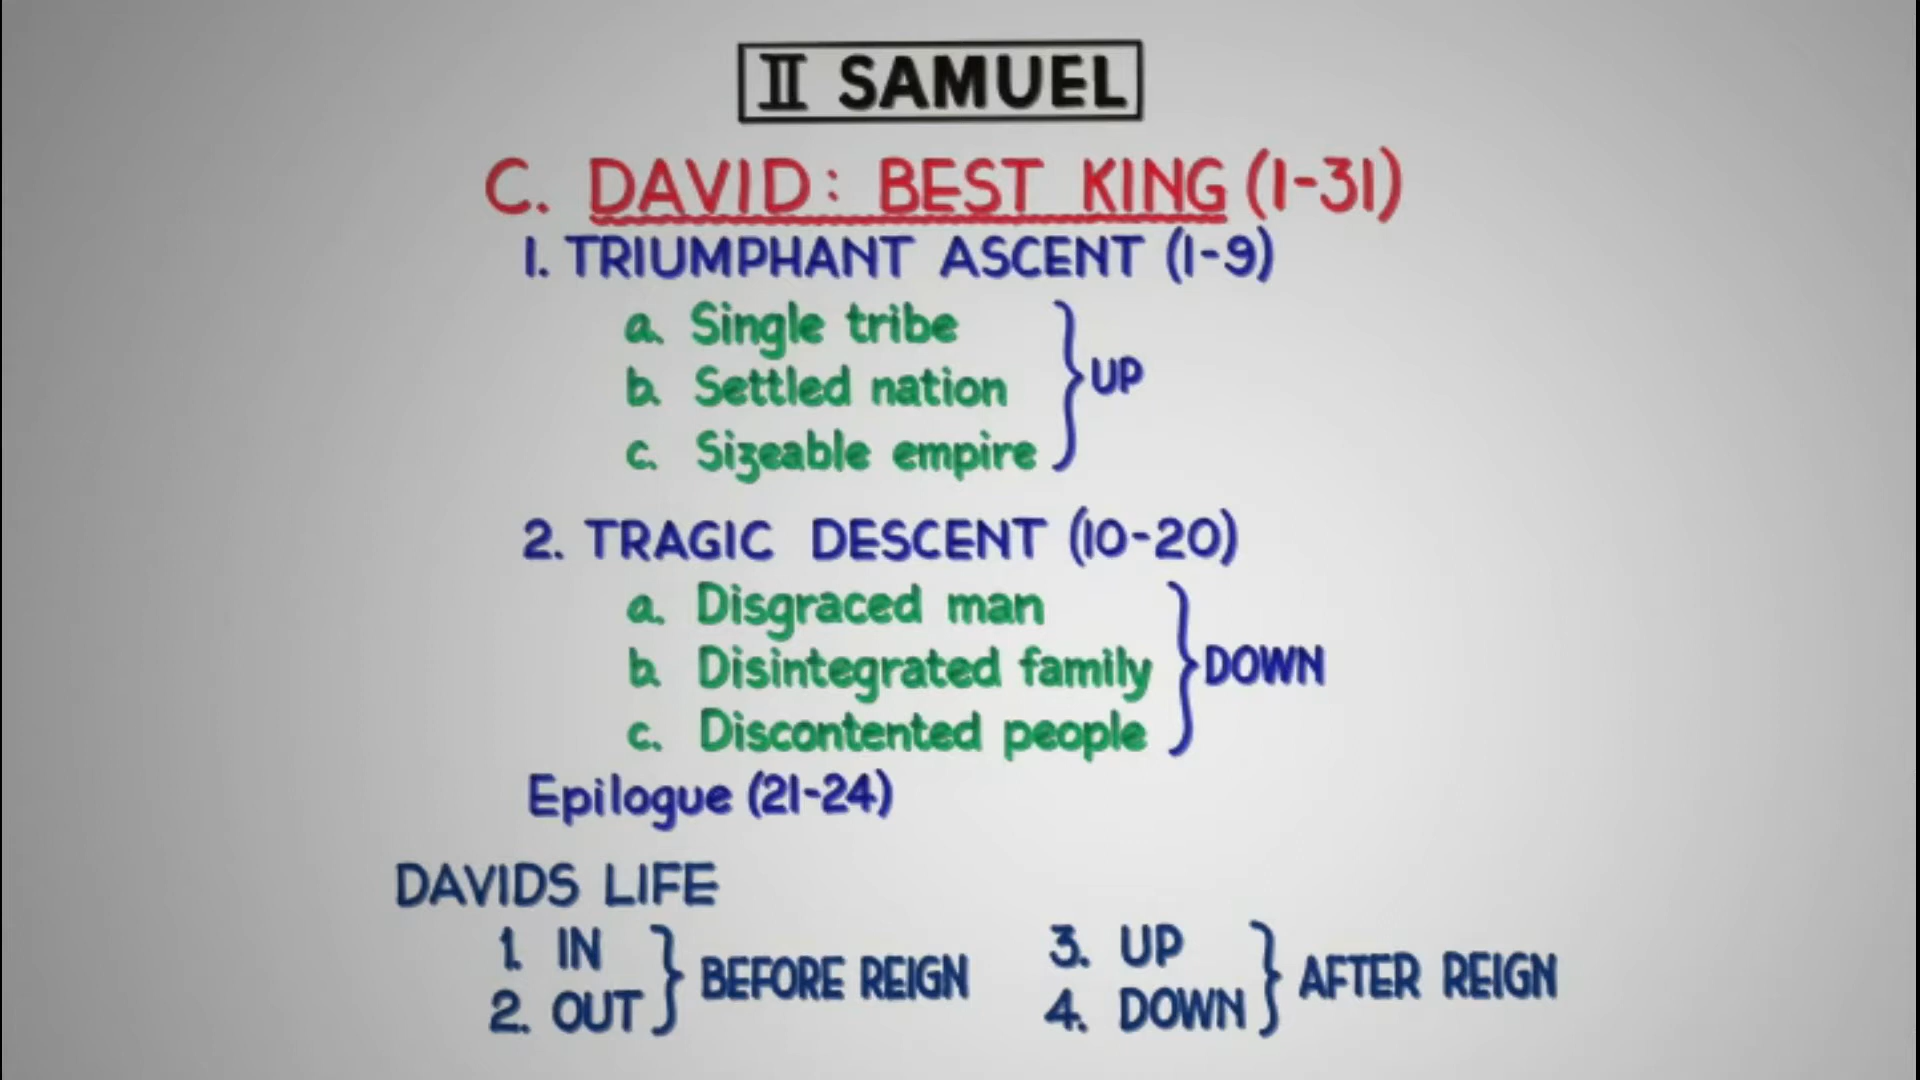 II SAMUEL
C. DAVID: BEST KING (1-31)
1. TRIUMPHANT ASCENT (1-9)
a. Single tribe
b. Settled nation
c. Sizeable empire
UP
2. TRAGIC DESCENT (10-20)
a. Disgraced man
b. Disintegrated family
c. Discontented people
DOWN
Epilogue (21-24)
DAVIDS LIFE
1. IN
2. OUT
BEFORE REIGN
3. UP
4. DOWN
AFTER REIGN